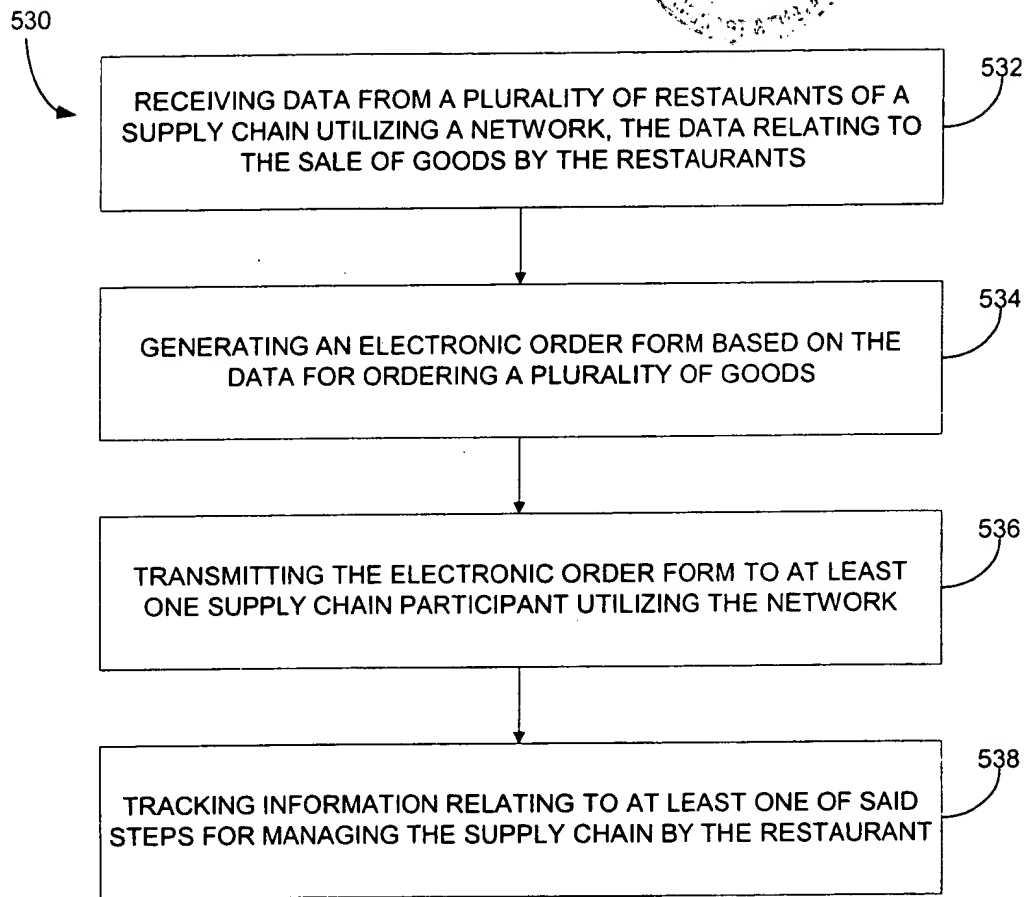 530
532
RECEIVING DATA FROM A PLURALITY OF RESTAURANTS OF A
SUPPLY CHAIN UTILIZING A NETWORK, THE DATA RELATING TO
THE SALE OF GOODS BY THE RESTAURANTS
534
GENERATING AN ELECTRONIC ORDER FORM BASED ON THE
DATA FOR ORDERING A PLURALITY OF GOODS
536
TRANSMITTING THE ELECTRONIC ORDER FORM TO AT LEAST
ONE SUPPLY CHAIN PARTICIPANT UTILIZING THE NETWORK
538
TRACKING INFORMATION RELATING TO AT LEAST ONE OF SAID
STEPS FOR MANAGING THE SUPPLY CHAIN BY THE RESTAURANT